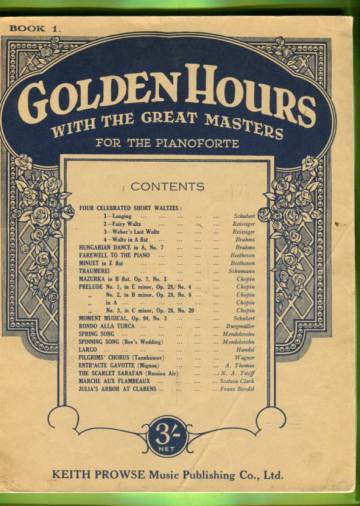 BOOK 1.
GOLDEN HOURS
WITH THE GREAT MASTERS
FOR THE PIANOFORTE
CONTENTS
FOUR CELEBRATED SHORT WALTZES:
1—Longing ... Schubert
2—Fairy Waltz ... Reissiger
3—Weber's Last Waltz ... Reissiger
4—Waltz in A flat ... Brahms
HUNGARIAN DANCE in A, No. 7 ... Brahms
FAREWELL TO THE PIANO ... Beethoven
MINUET in E flat ... Beethoven
TRAUMEREI ... Schumann
MAZURKA in B flat, Op. 7, No. 1 ... Chopin
PRELUDE No. 1, in E minor, Op. 28, No. 4 ... Chopin
„ No. 2, in B minor, Op. 28, No. 6 ... Chopin
„ in A ... Chopin
„ No. 3, in C minor, Op. 28, No. 20 ... Chopin
MOMENT MUSICAL, Op. 94, No. 3 ... Schubert
RONDO ALLA TURCA ... Burgmüller
SPRING SONG ... Mendelssohn
SPINNING SONG (Bee's Wedding) ... Mendelssohn
LARGO ... Handel
PILGRIMS' CHORUS (Tannhäuser) ... Wagner
ENTR'ACTE GAVOTTE (Mignon) ... A. Thomas
THE SCARLET SARAFAN (Russian Air) ... N. A. Titoff
MARCHE AUX FLAMBEAUX ... Scotson Clark
JULIA'S ARBOR AT CLARENS ... Franz Bendel
3/-
NET
KEITH PROWSE Music Publishing Co., Ltd.